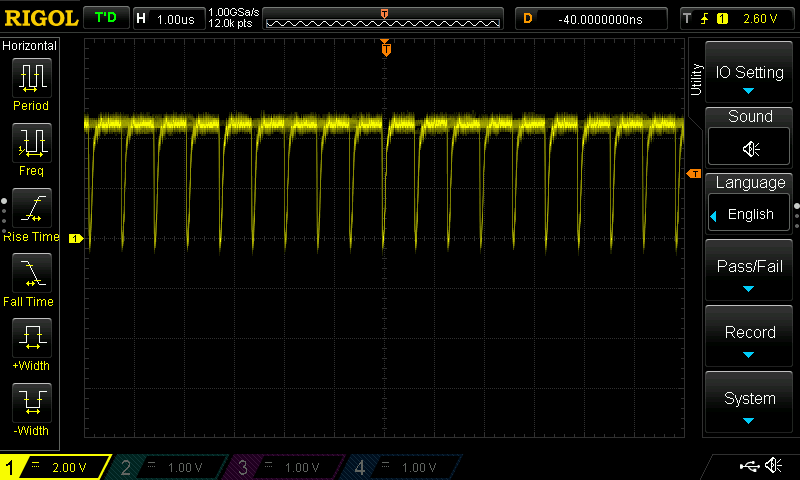 RIGOL T'D H 1.00us 1.00GSa/s 12.0k pts T D -40.0000000ns T 1 2.60 V
Horizontal
Period
Freq
Rise Time
Fall Time
+Width
-Width
T
T
1
Utility
IO Setting
Sound
Language
English
Pass/Fail
Record
System
1 2.00 V 2 1.00 V 3 1.00 V 4 1.00 V